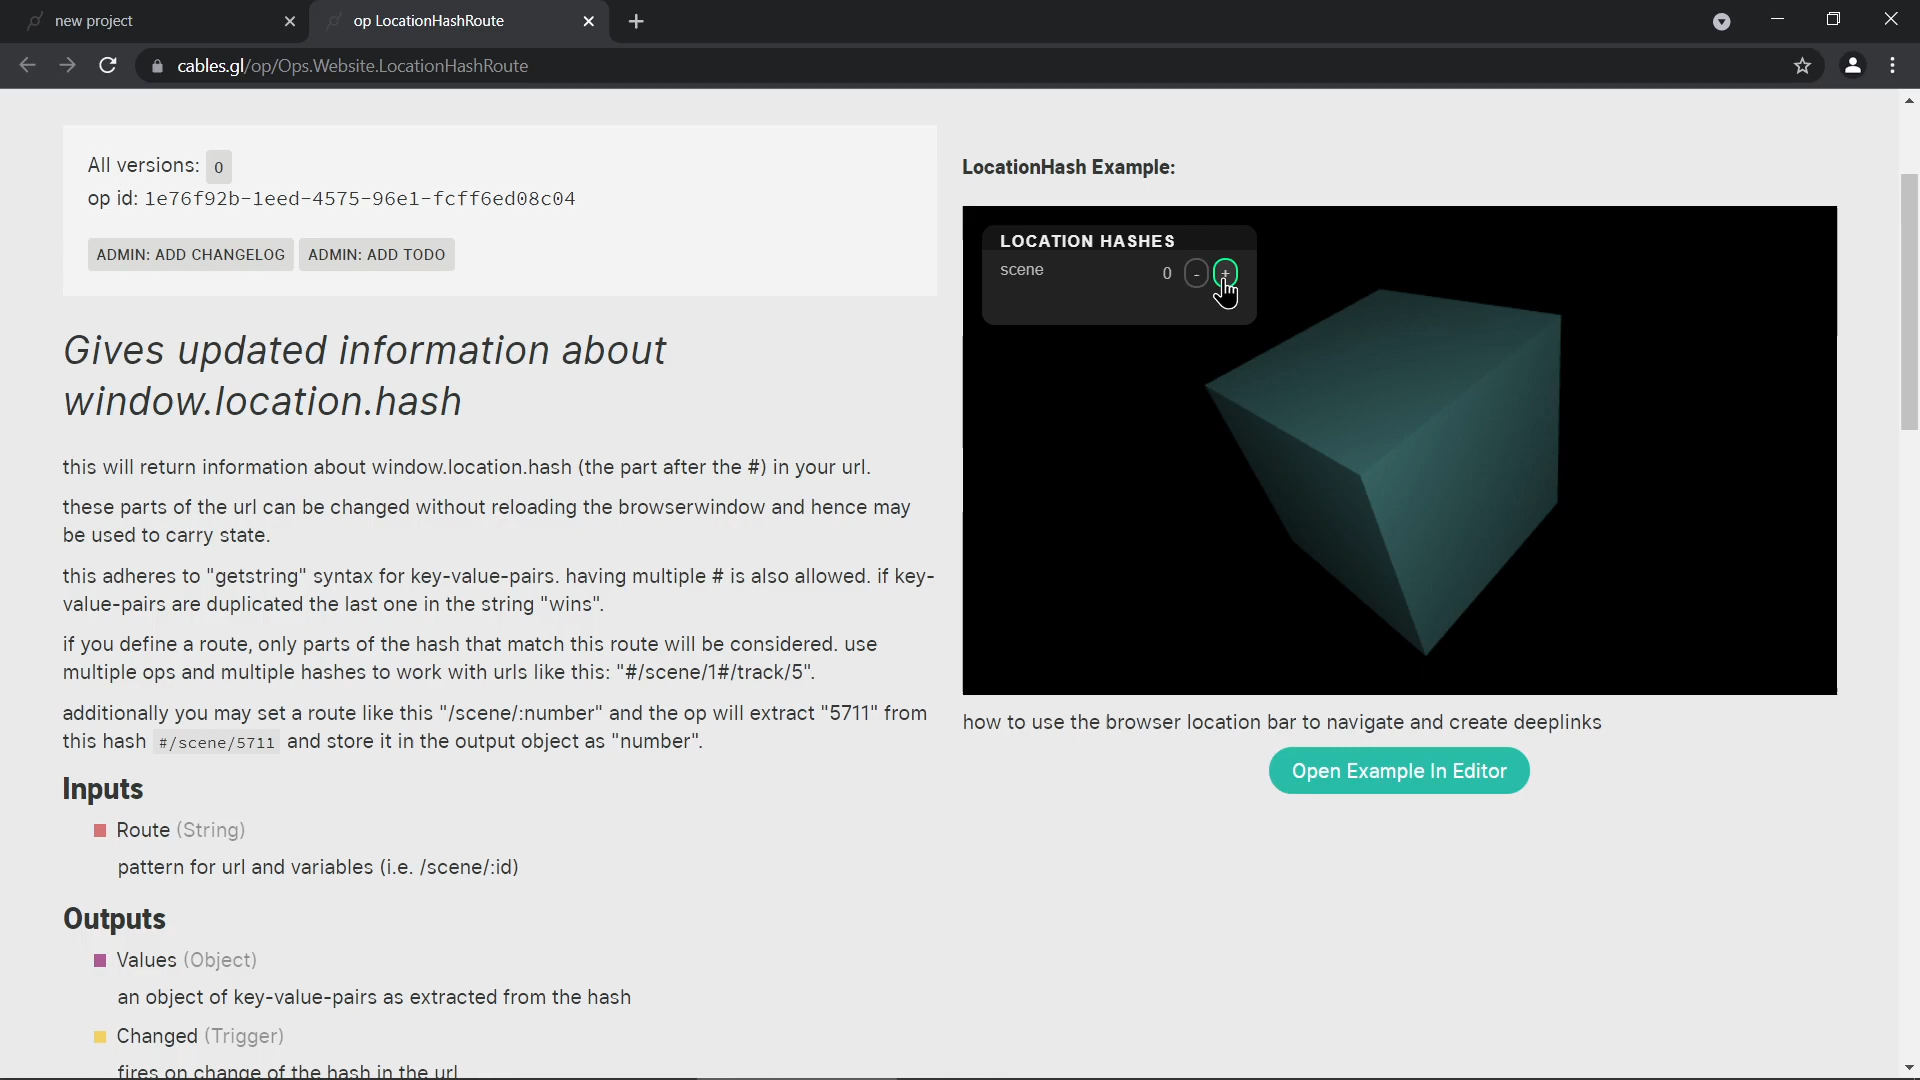 new project
op LocationHashRoute
cables.gl/op/Ops.Website.LocationHashRoute
All versions: 0
op id: 1e76f92b-1eed-4575-96e1-fcff6ed08c04
ADMIN: ADD CHANGELOG ADMIN: ADD TODO
Gives updated information about
window.location.hash
this will return information about window.location.hash (the part after the #) in your url.
these parts of the url can be changed without reloading the browserwindow and hence may
be used to carry state.
this adheres to "getstring" syntax for key-value-pairs. having multiple # is also allowed. if key-
value-pairs are duplicated the last one in the string "wins".
if you define a route, only parts of the hash that match this route will be considered. use
multiple ops and multiple hashes to work with urls like this: "#/scene/1#/track/5".
additionally you may set a route like this "/scene/:number" and the op will extract "5711" from
this hash #/scene/5711 and store it in the output object as "number".
Inputs
Route (String)
pattern for url and variables (i.e. /scene/:id)
Outputs
Values (Object)
an object of key-value-pairs as extracted from the hash
Changed (Trigger)
fires on change of the hash in the url
LocationHash Example:
LOCATION HASHES
scene 0 - +
how to use the browser location bar to navigate and create deeplinks
Open Example In Editor